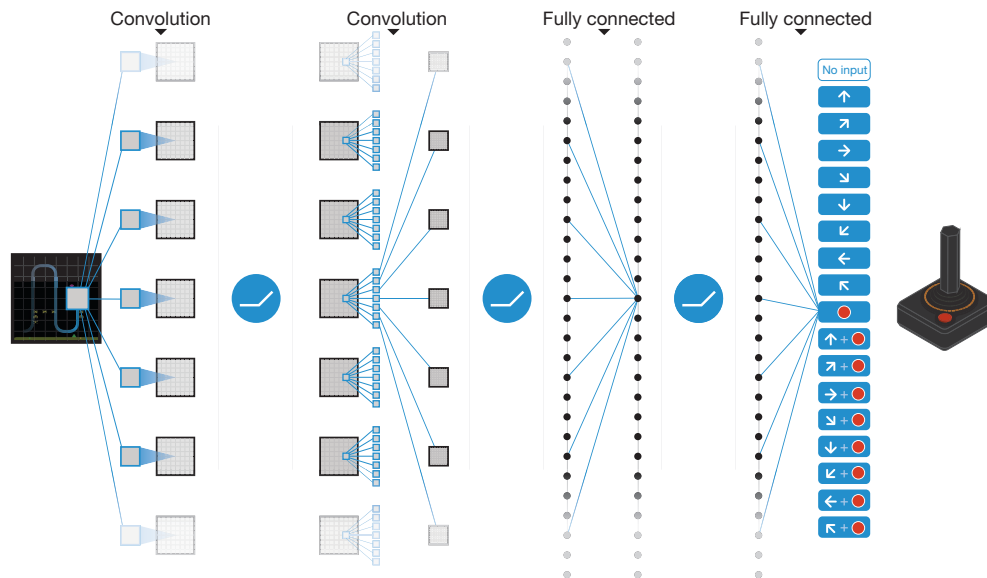 Convolution
Convolution
Fully connected
Fully connected
No input
+
+
+
+
+
+
+
+